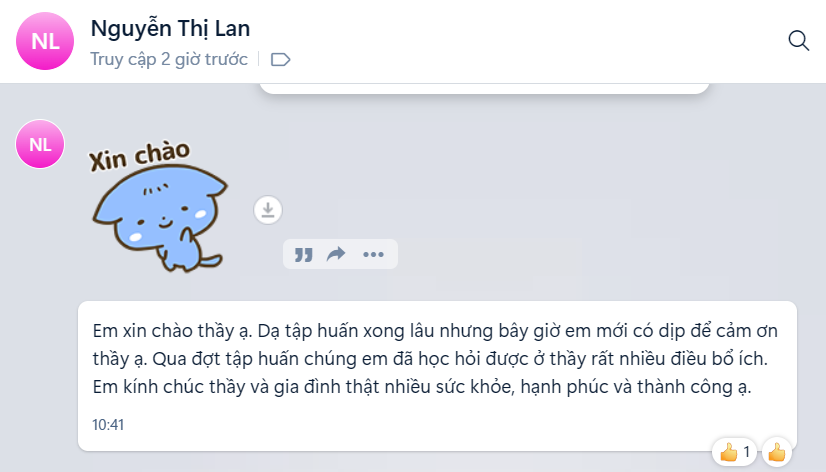 NL
Nguyễn Thị Lan
Truy cập 2 giờ trước
NL
Xin chào
Em xin chào thầy ạ. Dạ tập huấn xong lâu nhưng bây giờ em mới có dịp để cảm ơn
thầy ạ. Qua đợt tập huấn chúng em đã học hỏi được ở thầy rất nhiều điều bổ ích.
Em kính chúc thầy và gia đình thật nhiều sức khỏe, hạnh phúc và thành công ạ.
10:41
1